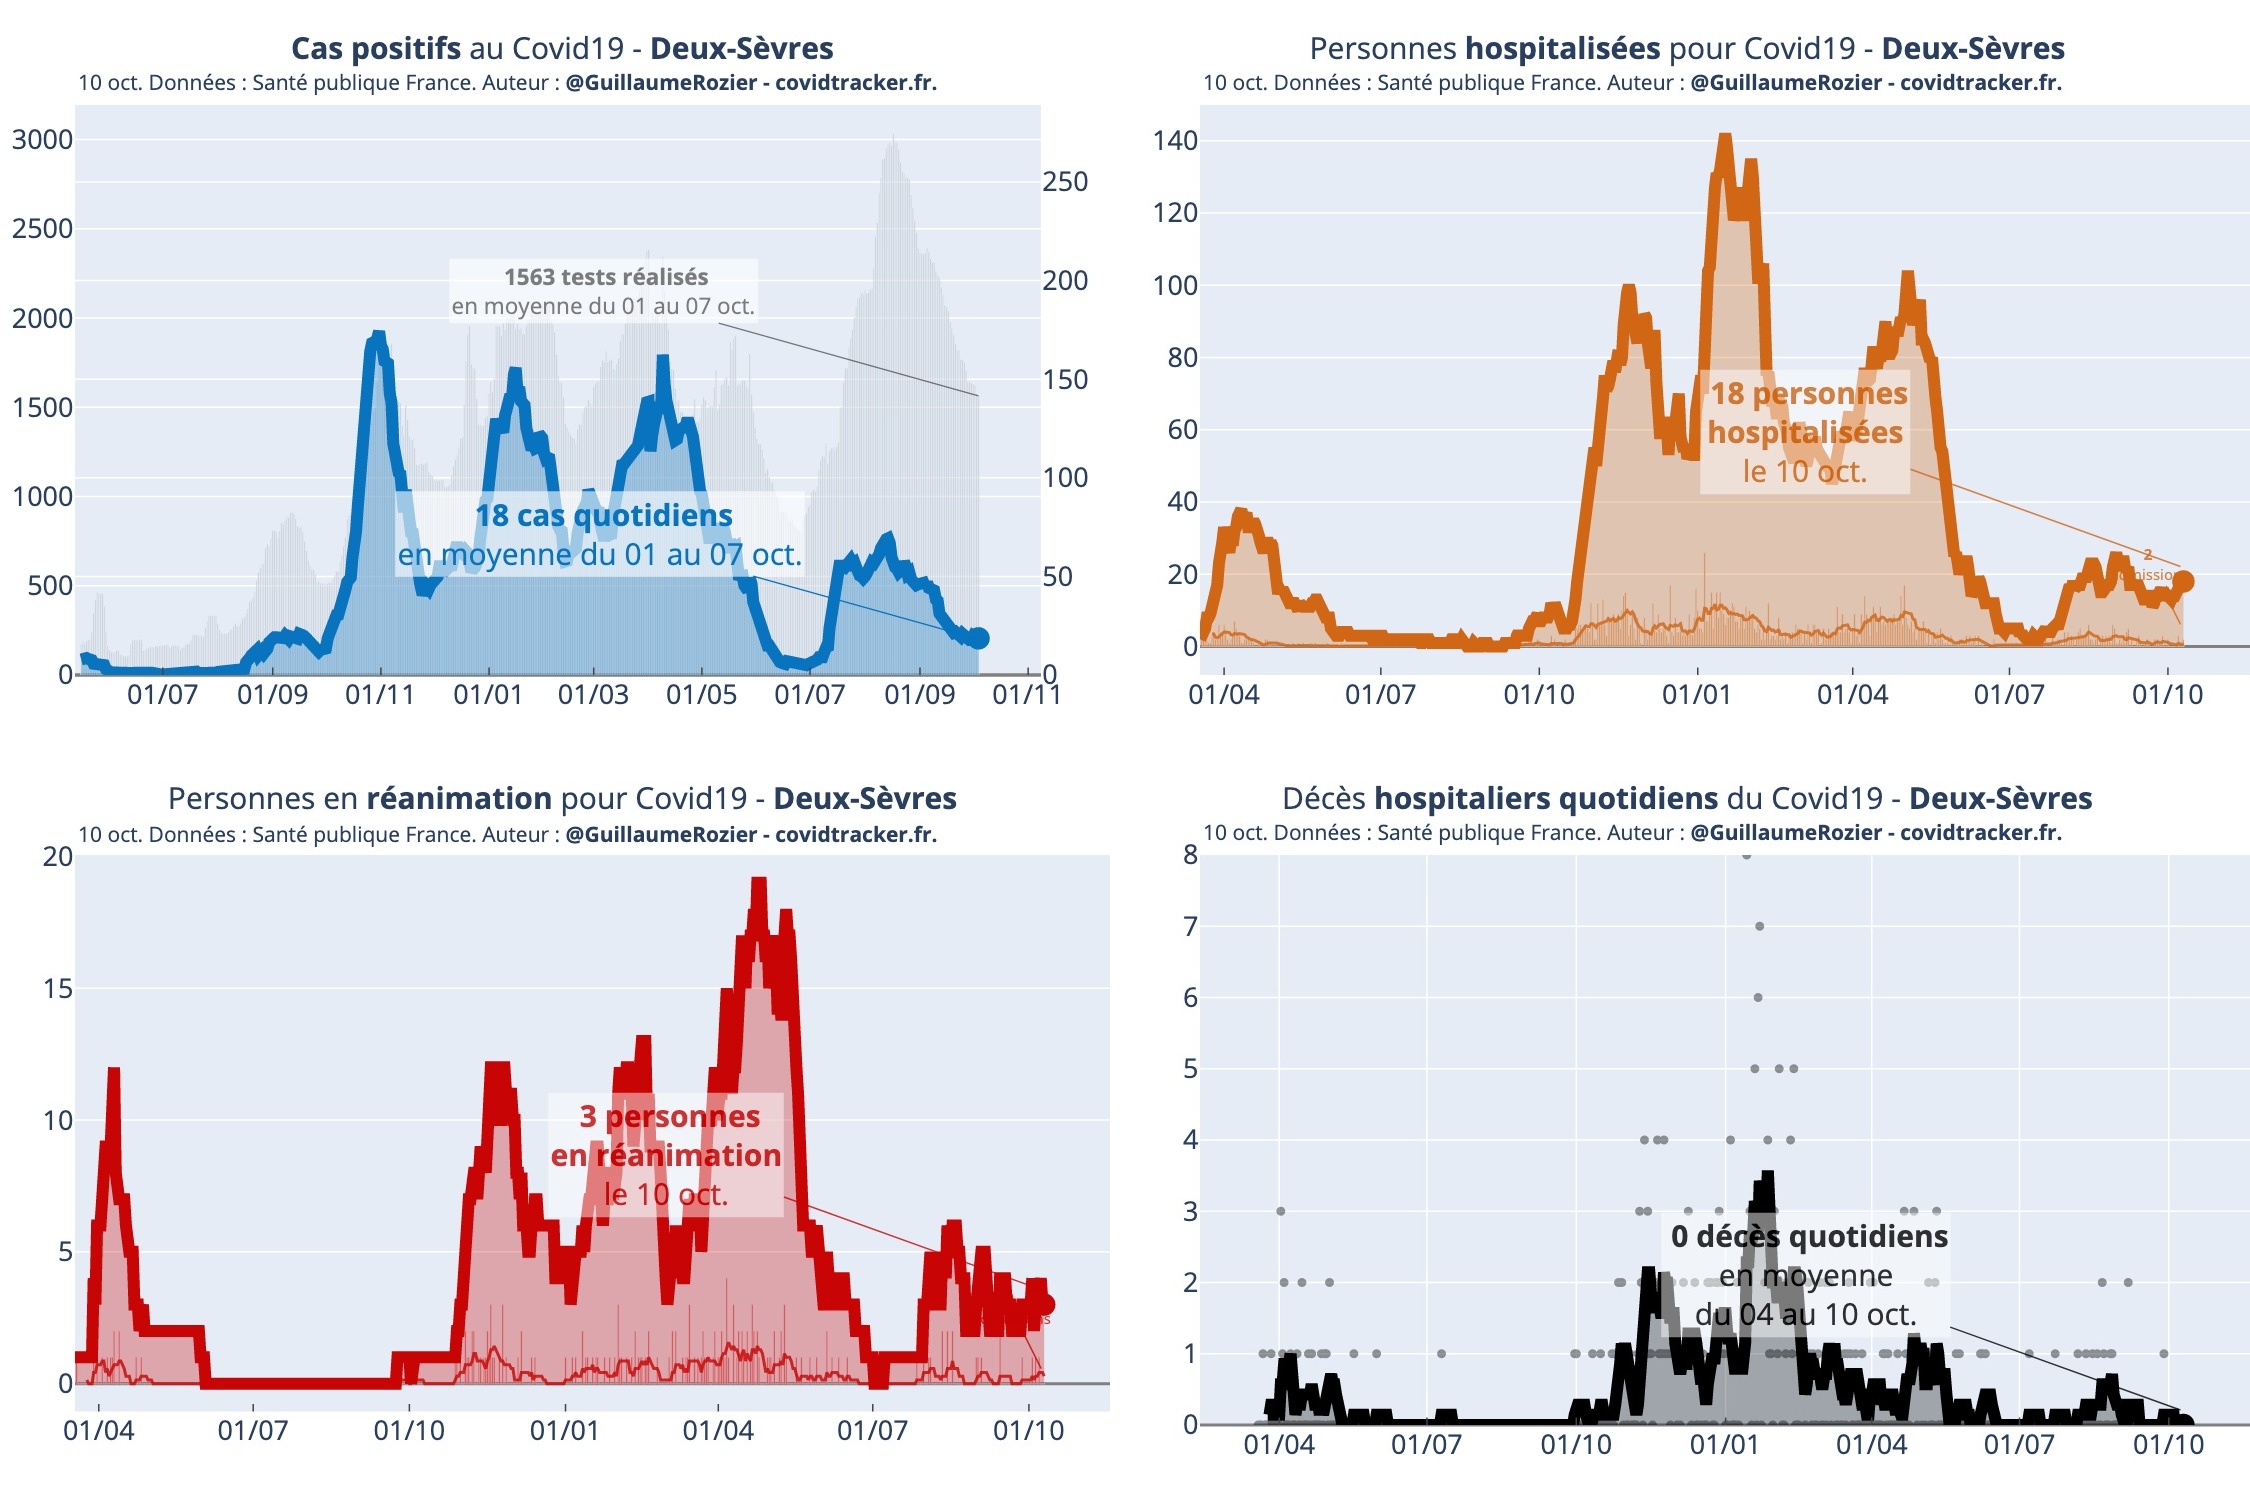 Cas positifs au Covid19 - Deux-Sèvres
10 oct. Données : Santé publique France. Auteur : @GuillaumeRozier - covidtracker.fr.
3000
2500
2000
1500
1000
500
0
250
200
150
100
50
0
1563 tests réalisés
en moyenne du 01 au 07 oct.
18 cas quotidiens
en moyenne du 01 au 07 oct.
01/07 01/09 01/11 01/01 01/03 01/05 01/07 01/09 01/11
Personnes hospitalisées pour Covid19 - Deux-Sèvres
10 oct. Données : Santé publique France. Auteur : @GuillaumeRozier - covidtracker.fr.
140
120
100
80
60
40
20
0
18 personnes
hospitalisées
le 10 oct.
2
01/04 01/07 01/10 01/01 01/04 01/07 01/10
Personnes en réanimation pour Covid19 - Deux-Sèvres
10 oct. Données : Santé publique France. Auteur : @GuillaumeRozier - covidtracker.fr.
20
15
10
5
0
3 personnes
en réanimation
le 10 oct.
01/04 01/07 01/10 01/01 01/04 01/07 01/10
Décès hospitaliers quotidiens du Covid19 - Deux-Sèvres
10 oct. Données : Santé publique France. Auteur : @GuillaumeRozier - covidtracker.fr.
8
7
6
5
4
3
2
1
0
0 décès quotidiens
en moyenne
du 04 au 10 oct.
01/04 01/07 01/10 01/01 01/04 01/07 01/10